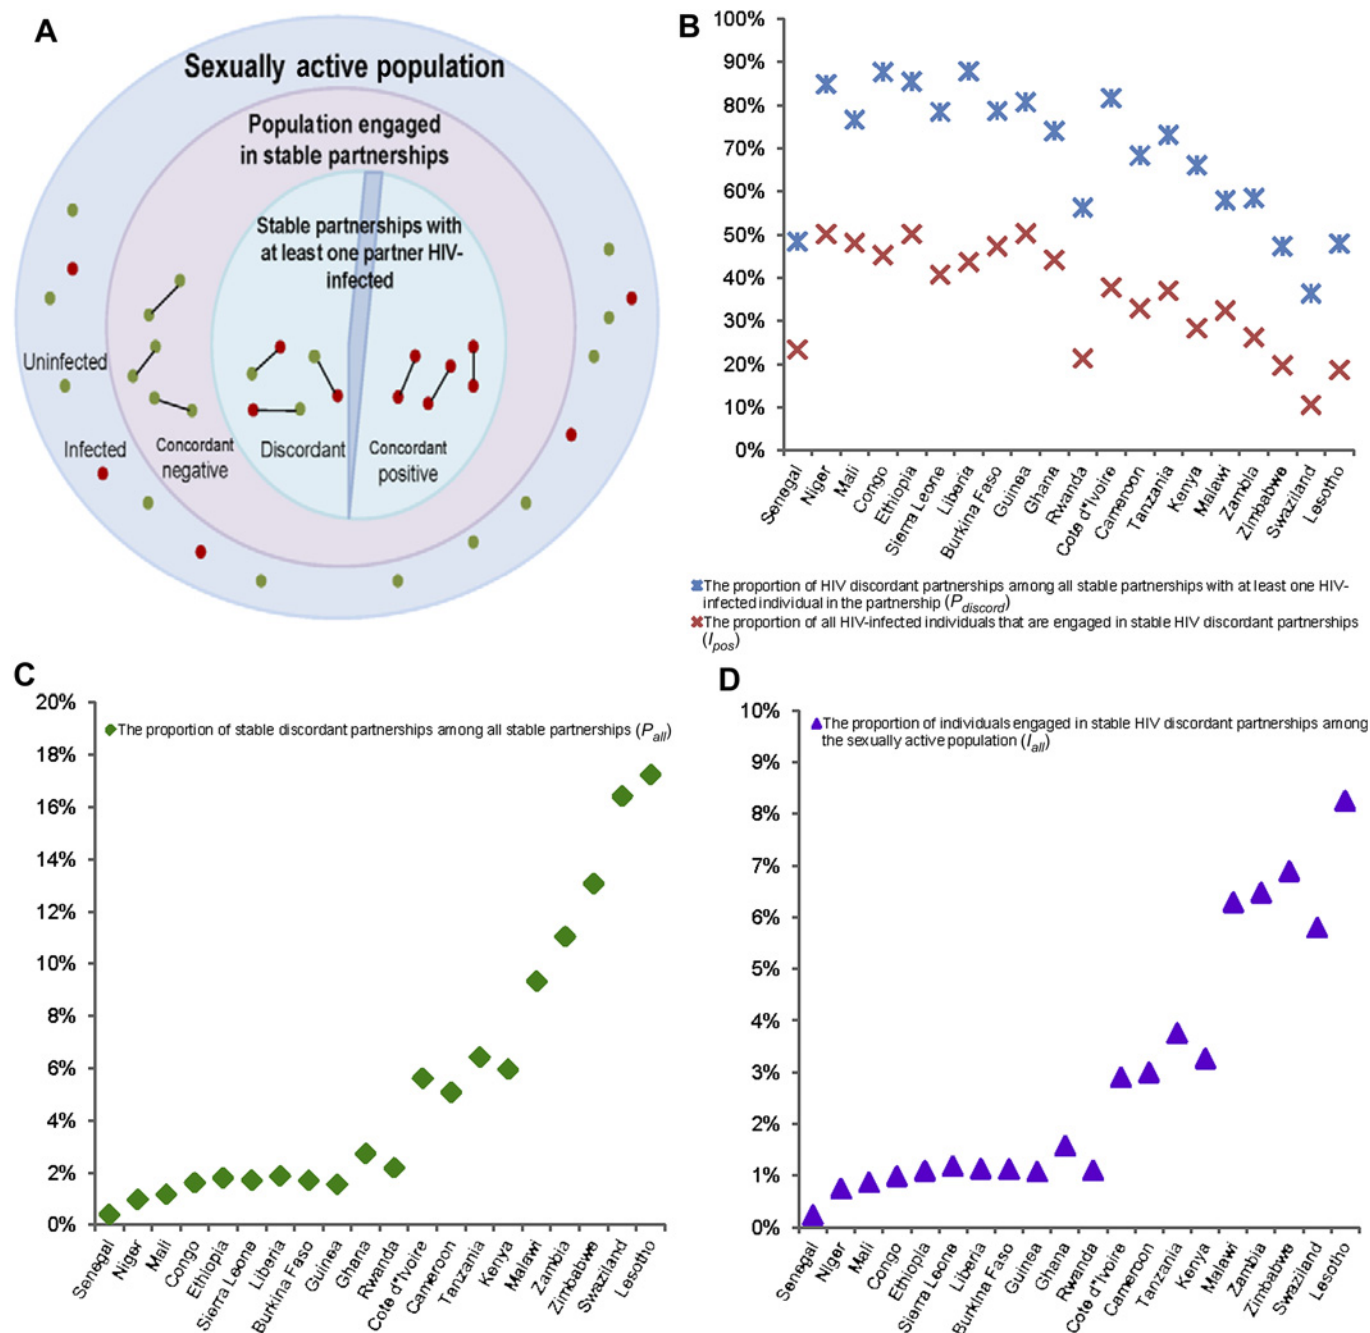 A
Sexually active population
Population engaged
in stable partnerships
Stable partnerships with
at least one partner HIV-
infected
Uninfected
Infected
Concordant
negative
Discordant
Concordant
positive
B
100%
90%
80%
70%
60%
50%
40%
30%
20%
10%
0%
Senegal
Niger
Mali
Congo
Ethiopia
Sierra Leone
Liberia
Burkina Faso
Guinea
Ghana
Rwanda
Cote d"Ivoire
Cameroon
Tanzania
Kenya
Malawi
Zambia
Zimbabwe
Swaziland
Lesotho
The proportion of HIV discordant partnerships among all stable partnerships with at least one HIV-
infected individual in the partnership (P_discord)
The proportion of all HIV-infected individuals that are engaged in stable HIV discordant partnerships
(I_pos)
C
20%
18%
16%
14%
12%
10%
8%
6%
4%
2%
0%
The proportion of stable discordant partnerships among all stable partnerships (P_all)
Senegal
Niger
Mali
Congo
Ethiopia
Sierra Leone
Liberia
Burkina Faso
Guinea
Ghana
Rwanda
Cote d"Ivoire
Cameroon
Tanzania
Kenya
Malawi
Zambia
Zimbabwe
Swaziland
Lesotho
D
10%
9%
8%
7%
6%
5%
4%
3%
2%
1%
0%
The proportion of individuals engaged in stable HIV discordant partnerships among
the sexually active population (I_all)
Senegal
Niger
Mali
Congo
Ethiopia
Sierra Leone
Liberia
Burkina Faso
Guinea
Ghana
Rwanda
Cote d"Ivoire
Cameroon
Tanzania
Kenya
Malawi
Zambia
Zimbabwe
Swaziland
Lesotho